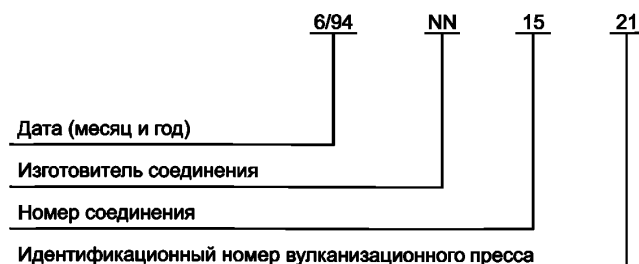 6/94 NN 15 21
Дата (месяц и год)
Изготовитель соединения
Номер соединения
Идентификационный номер вулканизационного пресса